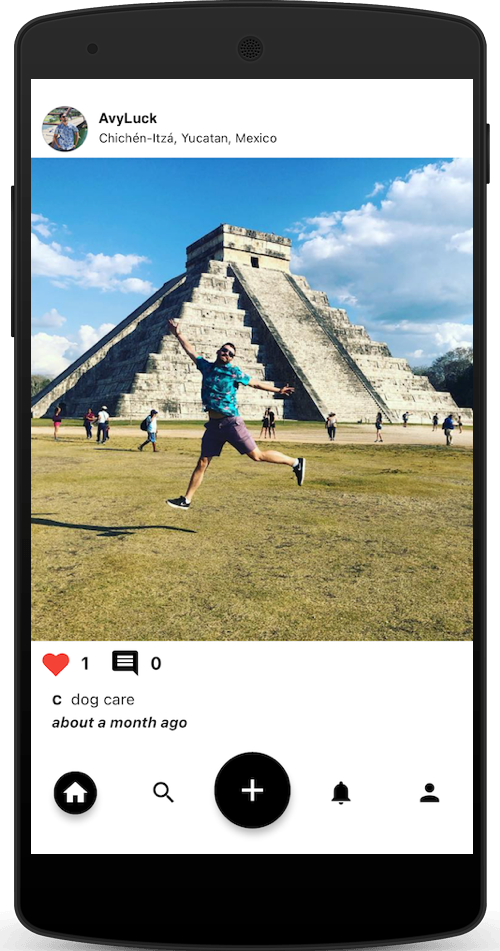 AvyLuck
Chichén-Itzá, Yucatan, Mexico
1 0
C dog care
about a month ago